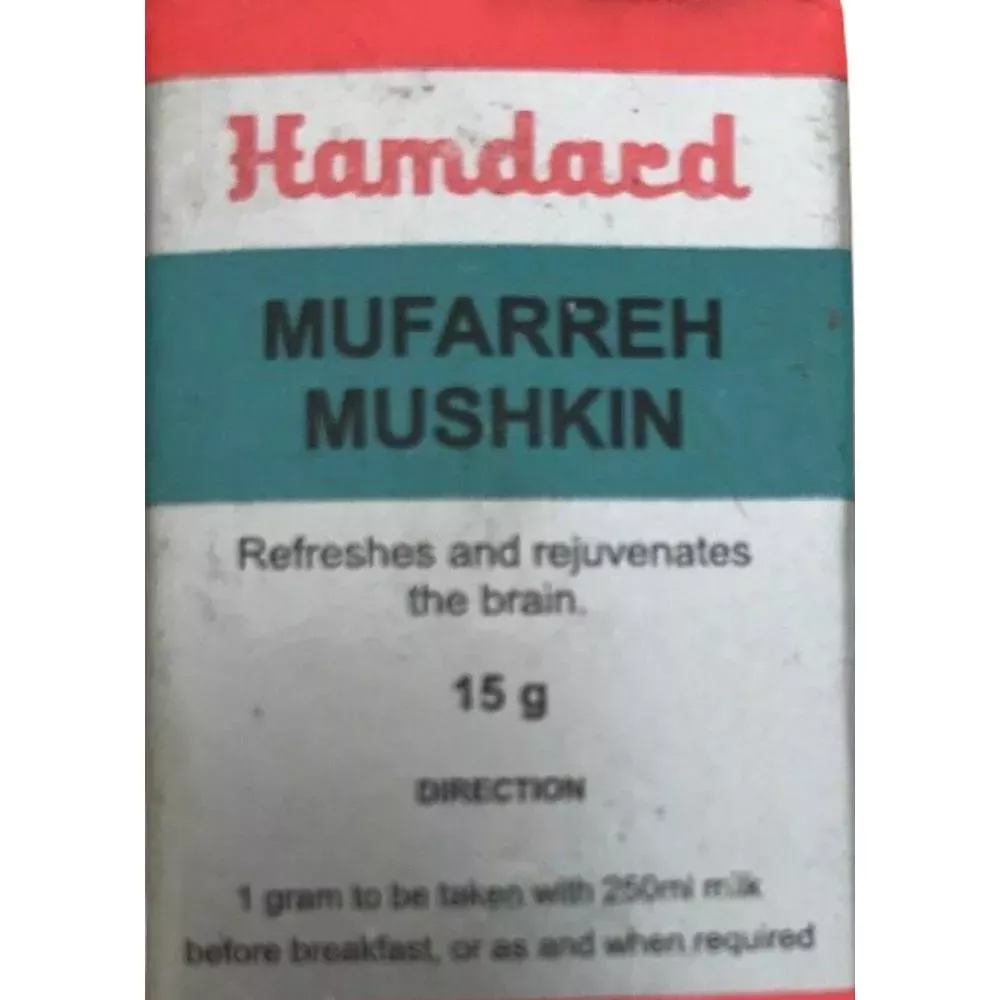 Hamdard
MUFARREH
MUSHKIN
Refreshes and rejuvenates
the brain.
15 g
DIRECTION
1 gram to be taken with 250ml milk
before breakfast, or as and when required